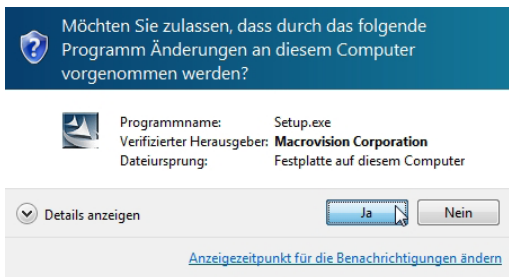 Möchten Sie zulassen, dass durch das folgende
Programm Änderungen an diesem Computer
vorgenommen werden?
Programmname: Setup.exe
Verifizierter Herausgeber: Macrovision Corporation
Dateiursprung: Festplatte auf diesem Computer
Details anzeigen Ja Nein
Anzeigezeitpunkt für die Benachrichtigungen ändern